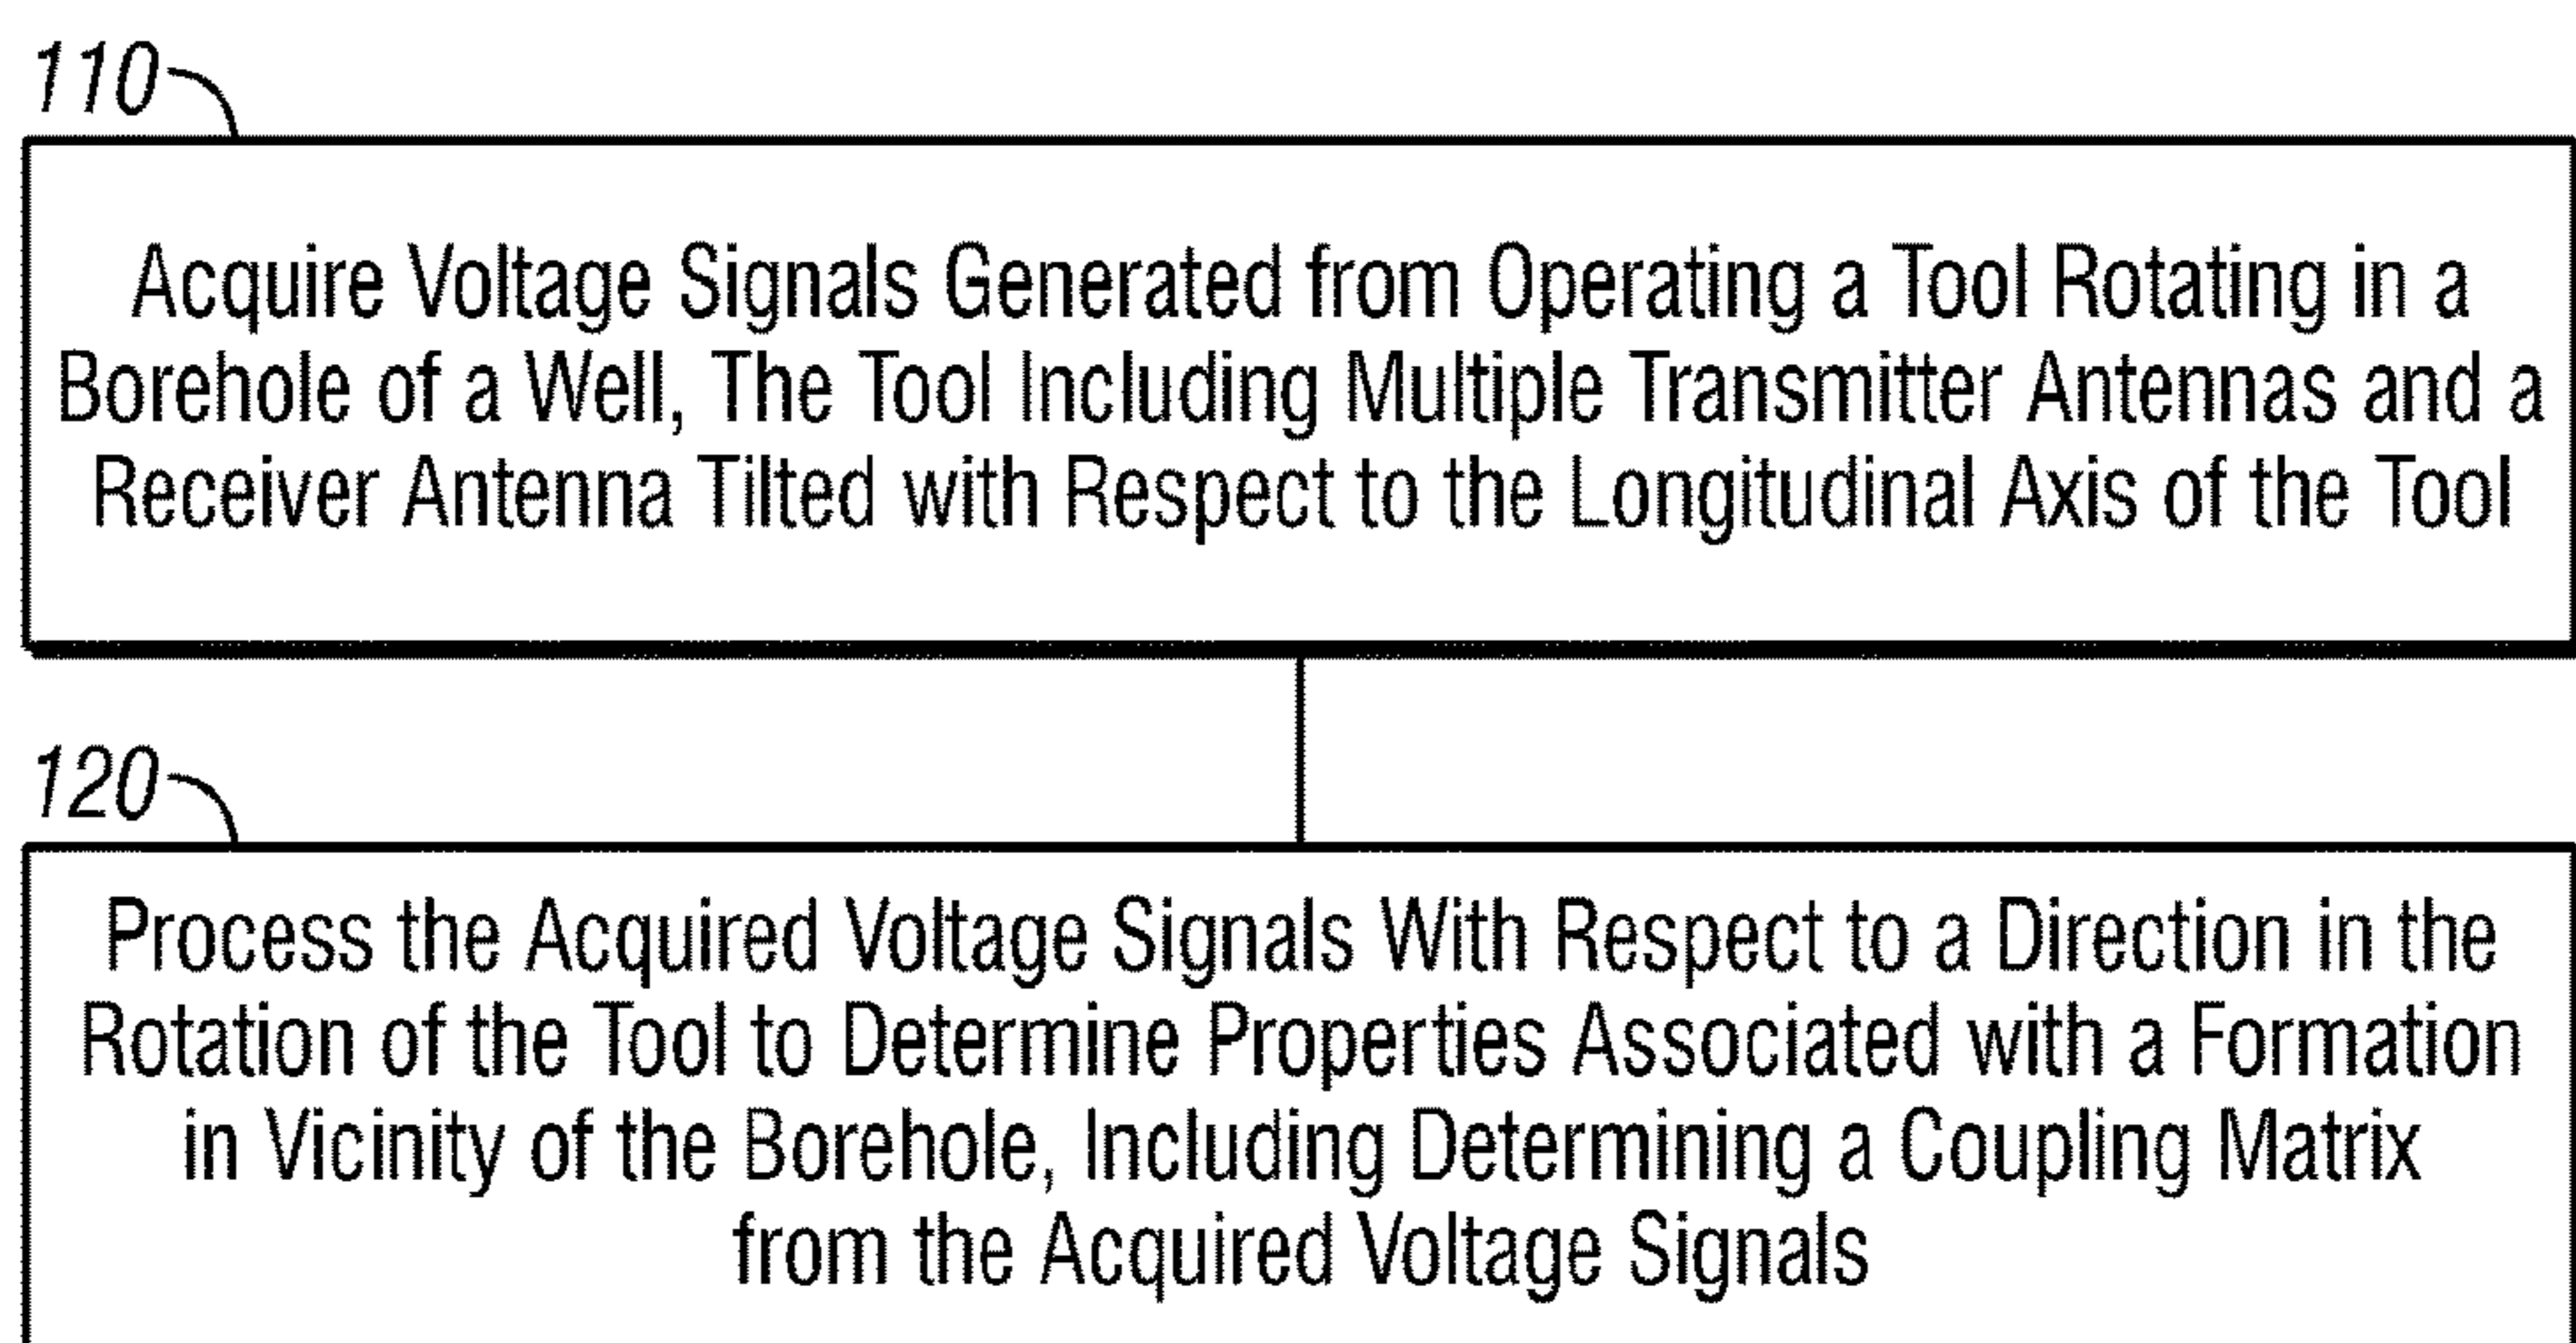 110
Acquire Voltage Signals Generated from Operating a Tool Rotating in a
Borehole of a Well, The Tool Including Multiple Transmitter Antennas and a
Receiver Antenna Tilted with Respect to the Longitudinal Axis of the Tool
120
Process the Acquired Voltage Signals With Respect to a Direction in the
Rotation of the Tool to Determine Properties Associated with a Formation
in Vicinity of the Borehole, Including Determining a Coupling Matrix
from the Acquired Voltage Signals